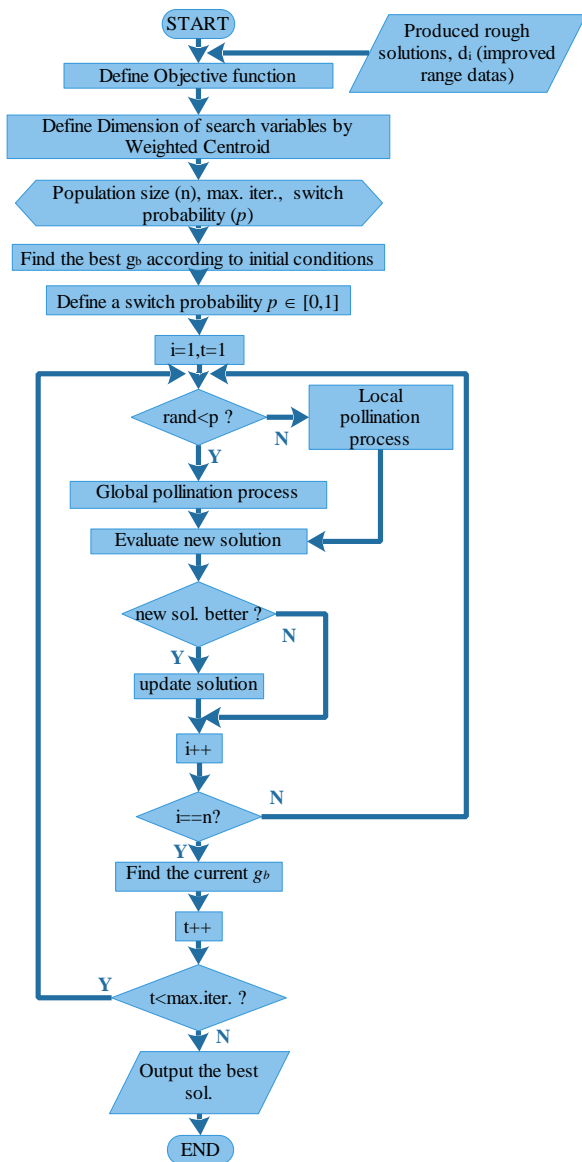 START
Produced rough
solutions, di (improved
range datas)
Define Objective function
Define Dimension of search variables by
Weighted Centroid
Population size (n), max. iter., switch
probability (p)
Find the best gb according to initial conditions
Define a switch probability p ∈ [0,1]
i=1,t=1
rand<p ?
N
Local
pollination
process
Y
Global pollination process
Evaluate new solution
new sol. better ?
N
Y
update solution
i++
i==n?
N
Y
Find the current gb
t++
Y
t<max.iter. ?
N
Output the best
sol.
END